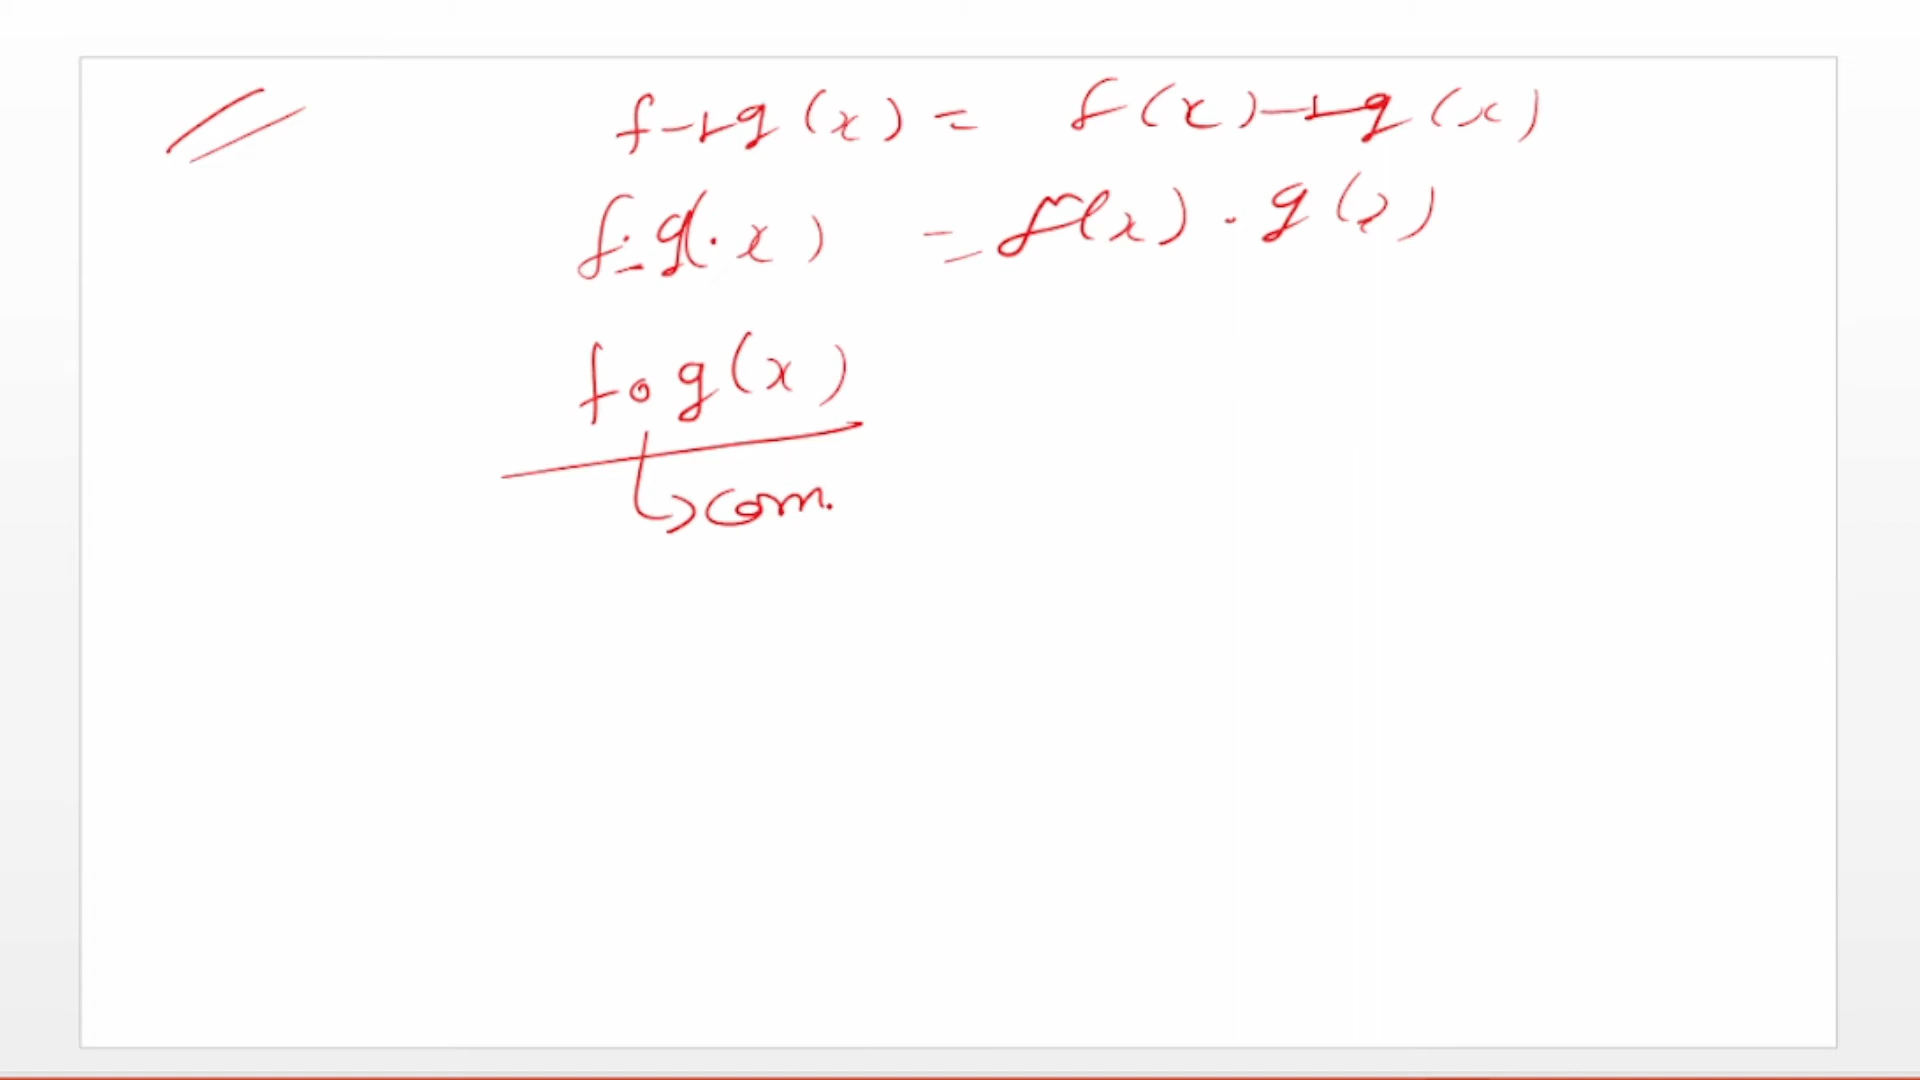 f+g(x) = f(x)+g(x)
f.g(x) = f(x).g(x)
fog(x)
com.